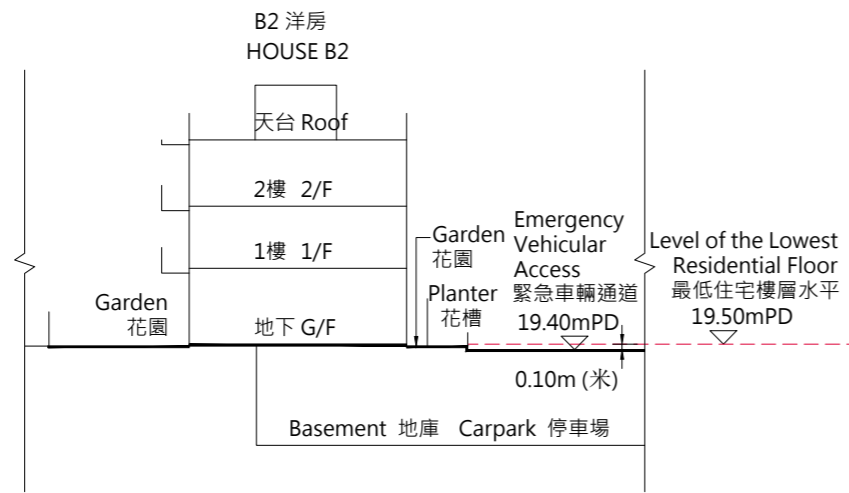 B2 洋房
HOUSE B2
天台 Roof
2樓 2/F
1樓 1/F
地下 G/F
Garden
花園
Garden
花園
Planter
花槽
Emergency
Vehicular
Access
緊急車輛通道
19.40mPD
Level of the Lowest
Residential Floor
最低住宅樓層水平
19.50mPD
0.10m (米)
Basement 地庫 Carpark 停車場